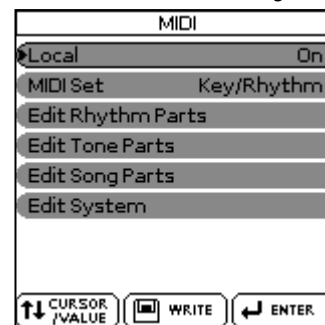 MIDI
Local On
MIDI Set Key/Rhythm
Edit Rhythm Parts
Edit Tone Parts
Edit Song Parts
Edit System
CURSOR /VALUE WRITE ENTER